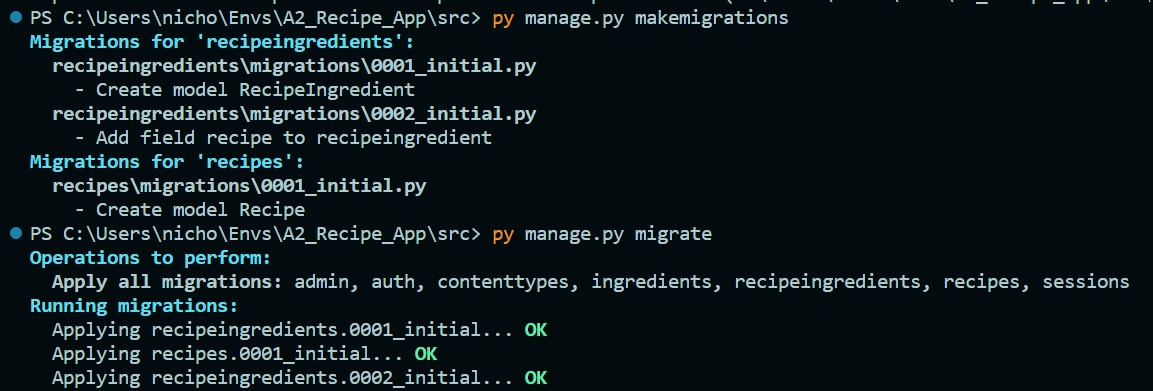 PS C:\Users\nicho\Envs\A2_Recipe_App\src> py manage.py makemigrations
Migrations for 'recipeingredients':
recipeingredients\migrations\0001_initial.py
- Create model RecipeIngredient
recipeingredients\migrations\0002_initial.py
- Add field recipe to recipeingredient
Migrations for 'recipes':
recipes\migrations\0001_initial.py
- Create model Recipe
PS C:\Users\nicho\Envs\A2_Recipe_App\src> py manage.py migrate
Operations to perform:
Apply all migrations: admin, auth, contenttypes, ingredients, recipeingredients, recipes, sessions
Running migrations:
Applying recipeingredients.0001_initial... OK
Applying recipes.0001_initial... OK
Applying recipeingredients.0002_initial... OK